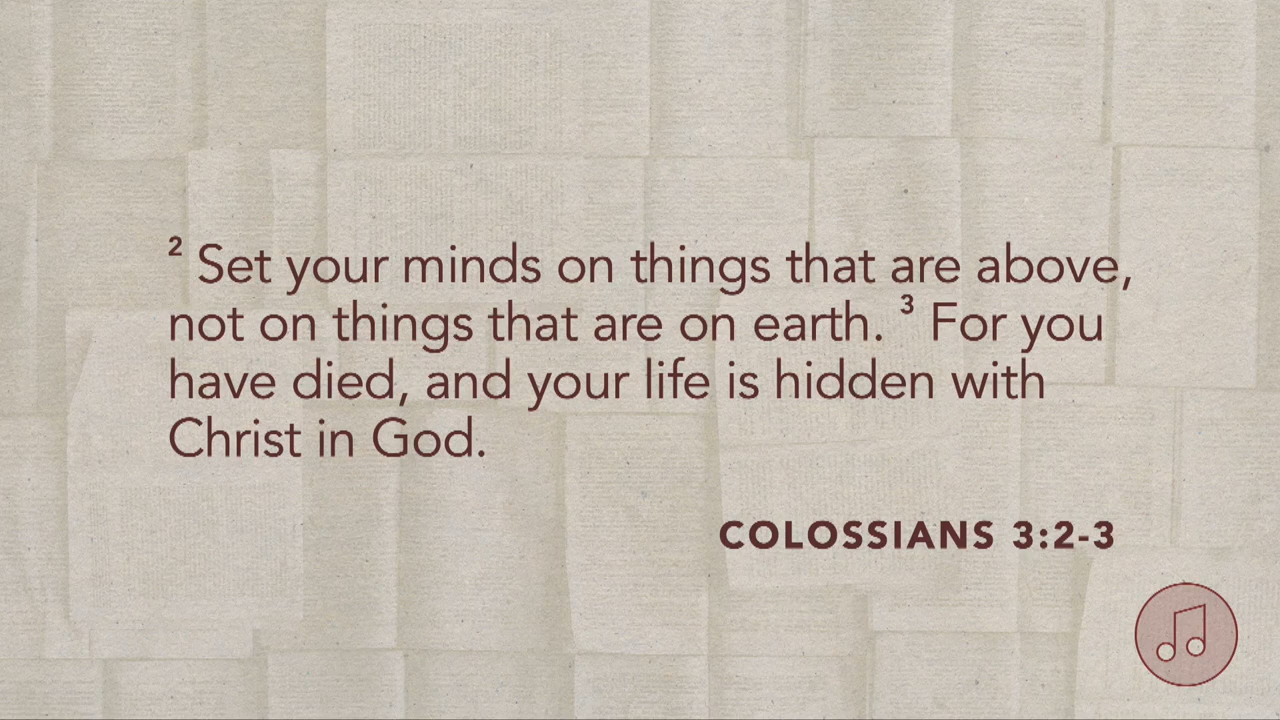 ² Set your minds on things that are above,
not on things that are on earth. ³ For you
have died, and your life is hidden with
Christ in God.
COLOSSIANS 3:2-3